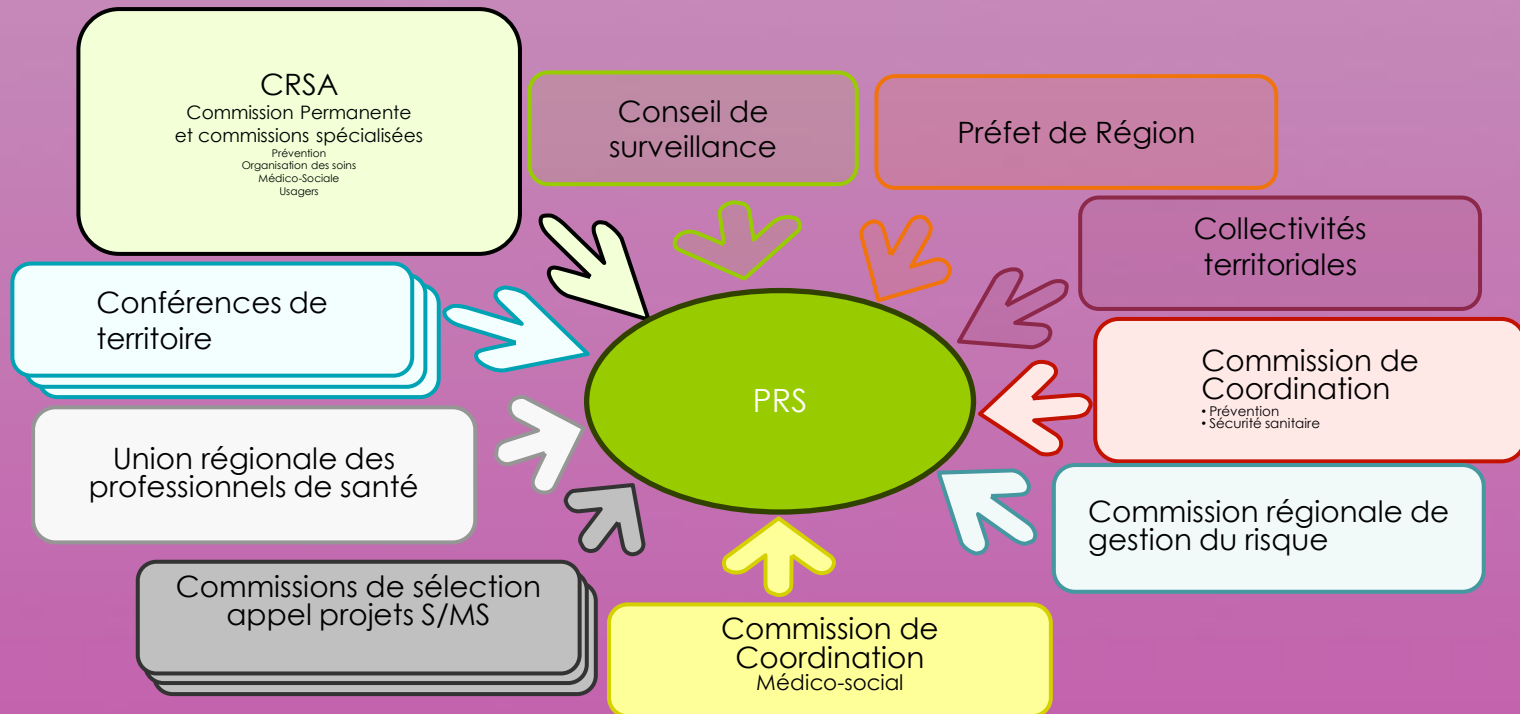 CRSA
Commission Permanente
et commissions spécialisées
Prévention
Organisation des soins
Médico-Sociale
Usagers
Conseil de
surveillance
Préfet de Région
Collectivités
territoriales
Conférences de
territoire
Commission de
Coordination
• Prévention
• Sécurité sanitaire
PRS
Union régionale des
professionnels de santé
Commission régionale de
gestion du risque
Commissions de sélection
appel projets S/MS
Commission de
Coordination
Médico-social